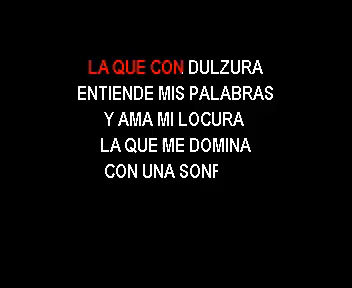 LA QUE CON DULZURA
ENTIENDE MIS PALABRAS
Y AMA MI LOCURA
LA QUE ME DOMINA
CON UNA